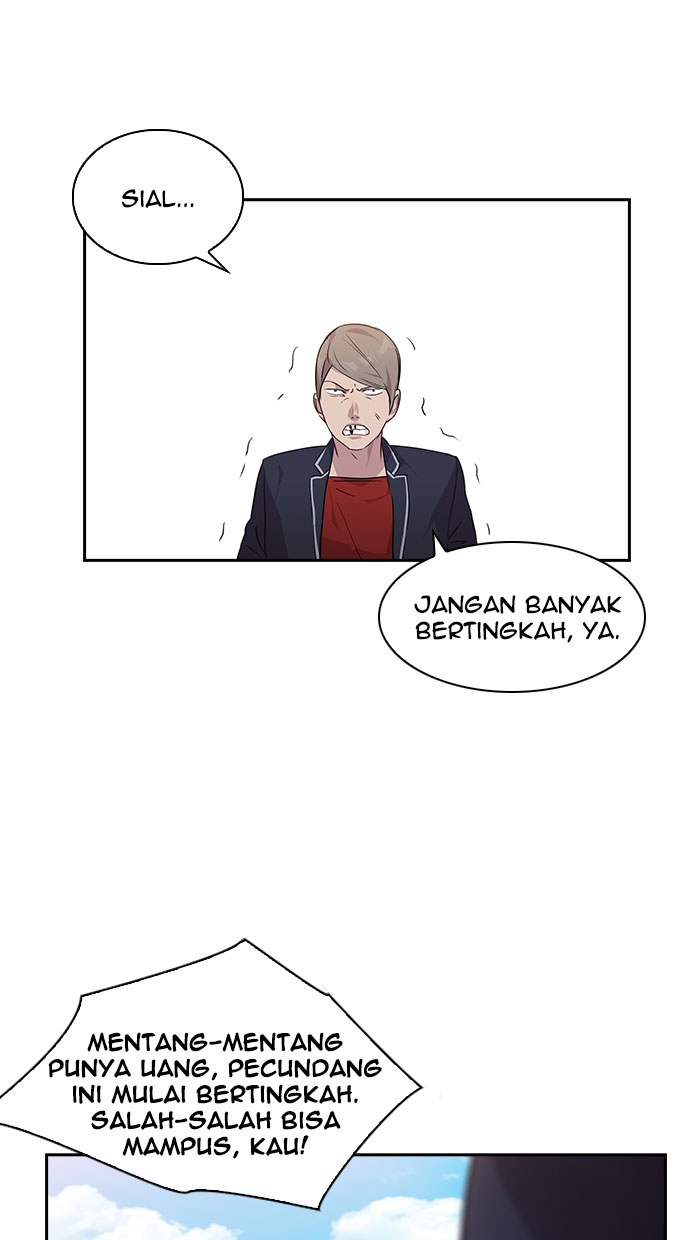 SIAL...
JANGAN BANYAK
BERTINGKAH, YA.
MENTANG-MENTANG
PUNYA UANG, PECUNDANG
INI MULAI BERTINGKAH.
SALAH-SALAH BISA
MAMPUS, KAU!